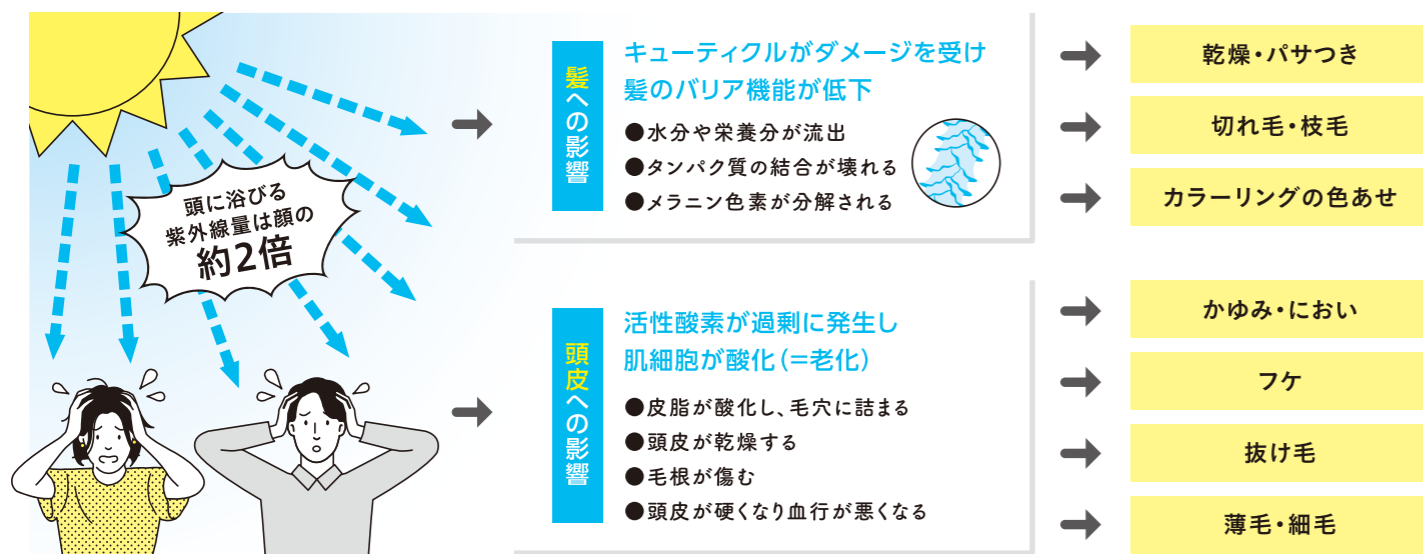 頭に浴びる
紫外線量は顔の
約2倍
髪への影響
キューティクルがダメージを受け
髪のバリア機能が低下
●水分や栄養分が流出
●タンパク質の結合が壊れる
●メラニン色素が分解される
乾燥・パサつき
切れ毛・枝毛
カラーリングの色あせ
頭皮への影響
活性酸素が過剰に発生し
肌細胞が酸化(=老化)
●皮脂が酸化し、毛穴に詰まる
●頭皮が乾燥する
●毛根が傷む
●頭皮が硬くなり血行が悪くなる
かゆみ・におい
フケ
抜け毛
薄毛・細毛